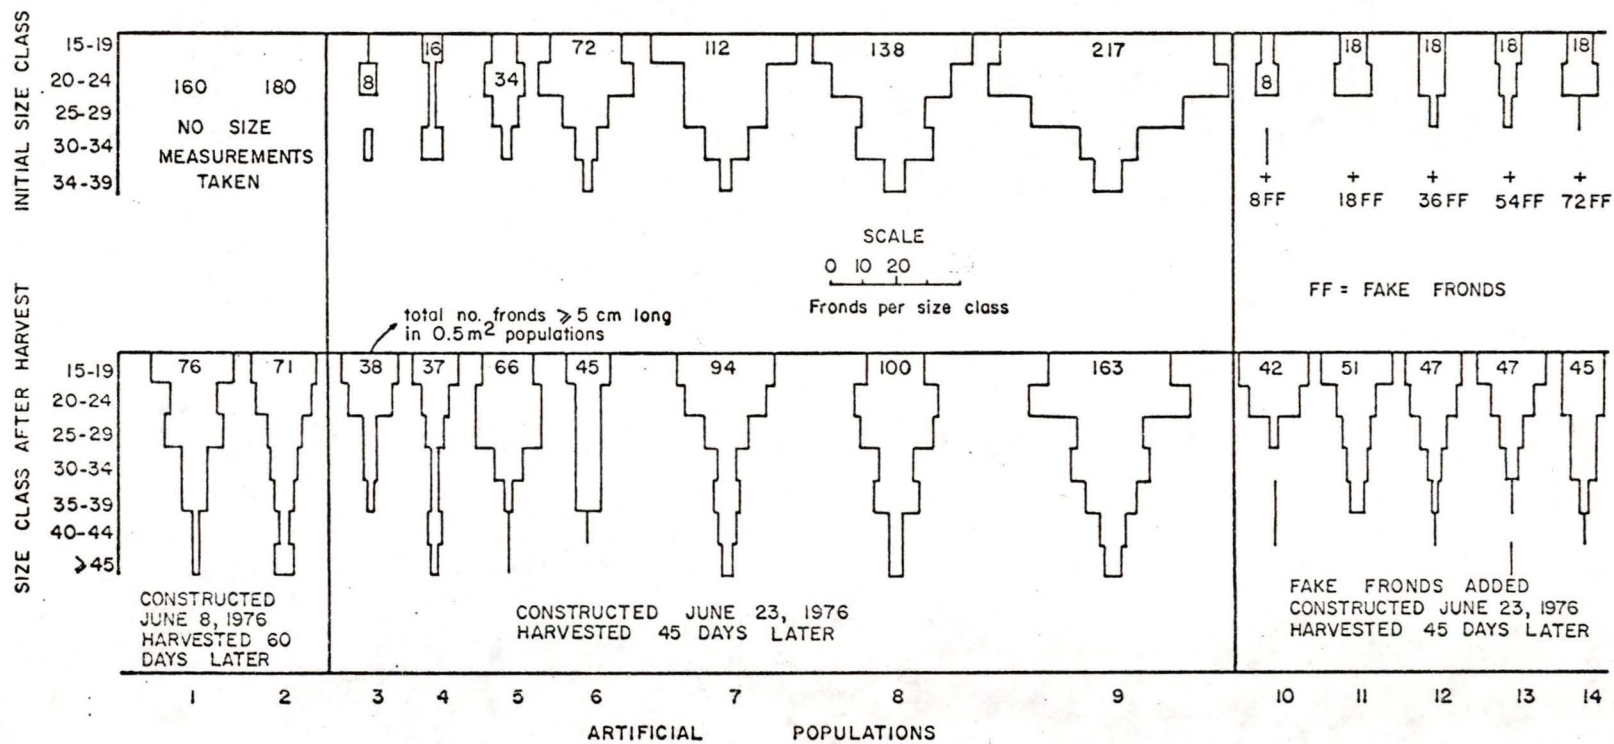 INITIAL SIZE CLASS
15-19
20-24
25-29
30-34
34-39
160 180
NO SIZE
MEASUREMENTS
TAKEN
8
16
34
72
112
138
217
8
18
18
18
18
+ + + + +
8FF 18FF 36FF 54FF 72FF
SCALE
0 10 20
Fronds per size class
FF = FAKE FRONDS
total no. fronds ⩾ 5 cm long
in 0.5m² populations
SIZE CLASS AFTER HARVEST
15-19
20-24
25-29
30-34
35-39
40-44
⩾45
76 71 38 37 66 45 94 100 163 42 51 47 47 45
CONSTRUCTED
JUNE 8, 1976
HARVESTED 60
DAYS LATER
CONSTRUCTED JUNE 23, 1976
HARVESTED 45 DAYS LATER
FAKE FRONDS ADDED
CONSTRUCTED JUNE 23, 1976
HARVESTED 45 DAYS LATER
1 2 3 4 5 6 7 8 9 10 11 12 13 14
ARTIFICIAL POPULATIONS